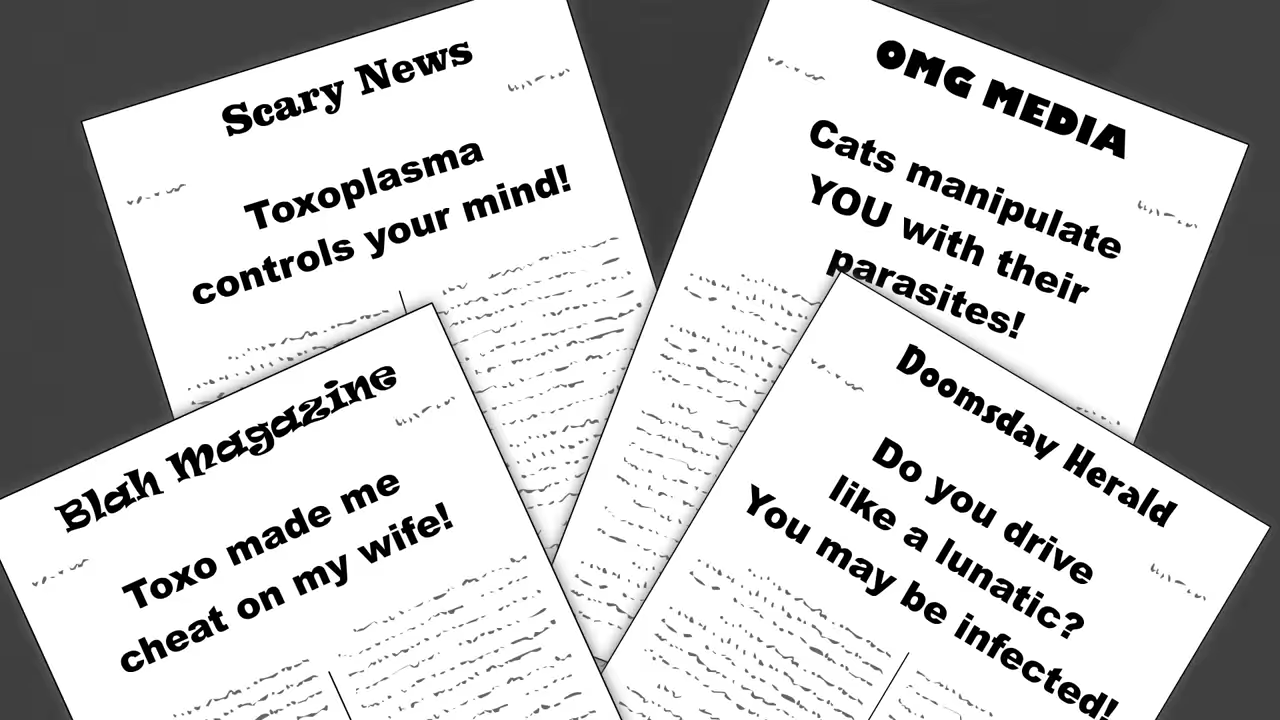 Scary News
Toxoplasma
controls your mind!
OMG MEDIA
Cats manipulate
YOU with their
parasites!
Blah Magazine
Toxo made me
cheat on my wife!
Doomsday Herald
Do you drive
like a lunatic?
You may be infected!